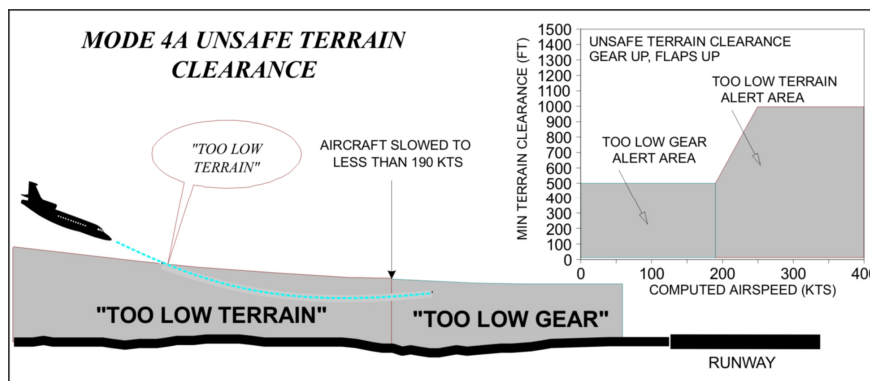 MODE 4A UNSAFE TERRAIN
CLEARANCE
"TOO LOW
TERRAIN"
AIRCRAFT SLOWED TO
LESS THAN 190 KTS
"TOO LOW TERRAIN"
"TOO LOW GEAR"
RUNWAY
UNSAFE TERRAIN CLEARANCE
GEAR UP, FLAPS UP
TOO LOW TERRAIN
ALERT AREA
TOO LOW GEAR
ALERT AREA
MIN TERRAIN CLEARANCE (FT)
1500
1400
1300
1200
1100
1000
900
800
700
600
500
400
300
200
100
0
0
100
200
300
400
COMPUTED AIRSPEED (KTS)